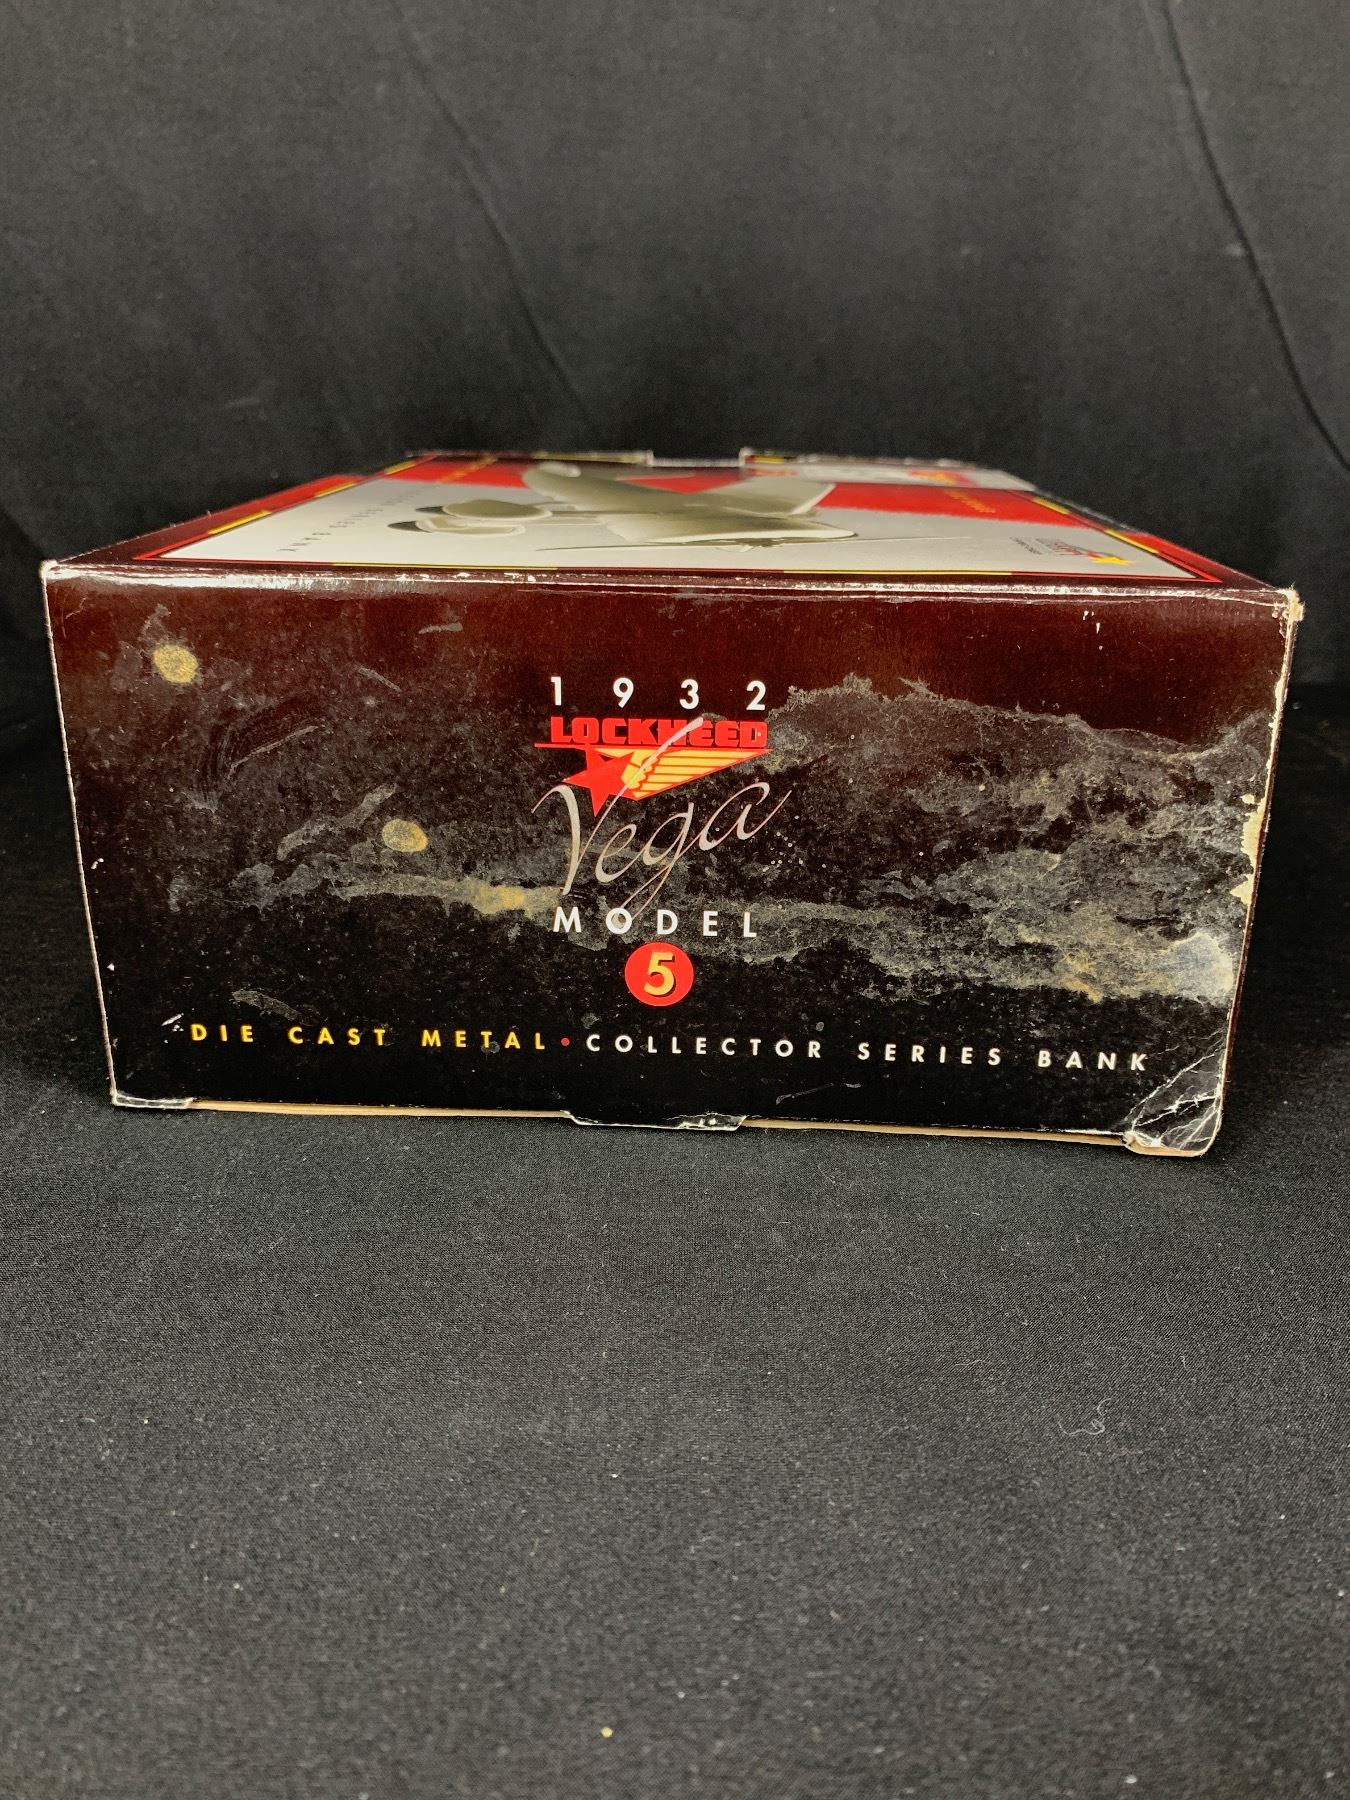 1932
LOCKHEED
Vega
MODEL
5
DIE CAST METAL • COLLECTOR SERIES BANK